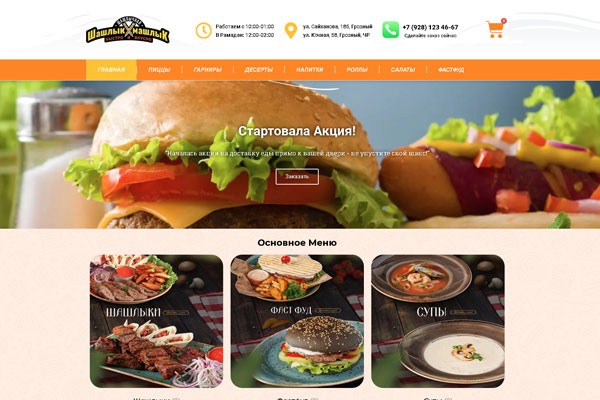 Шашлык Машлык
Работаем с 10:00-01:00
В Рамадан: 12:00-02:00
ул. Сайханова, 185, Грозный
ул. Южная, 58, Грозный, ЧР
+7 (928) 123 46-67
Сделайте заказ сейчас
ГЛАВНАЯ
ПИЦЦЫ
ГАРНИРЫ
ДЕСЕРТЫ
НАПИТКИ
РОЛЛЫ
САЛАТЫ
ФАСТФУД
Стартовала Акция!
"Началась акция на доставку еды прямо к вашей двери - не упустите свой шанс!"
Заказать
Основное Меню
ШАШЛЫКИ
ФАСТ ФУД
СУПЫ